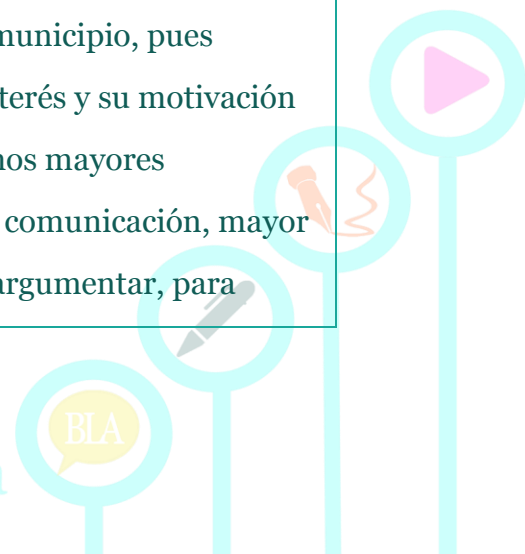 municipio, pues
terés y su motivación
nos mayores
comunicación, mayor
argumentar, para
BLA